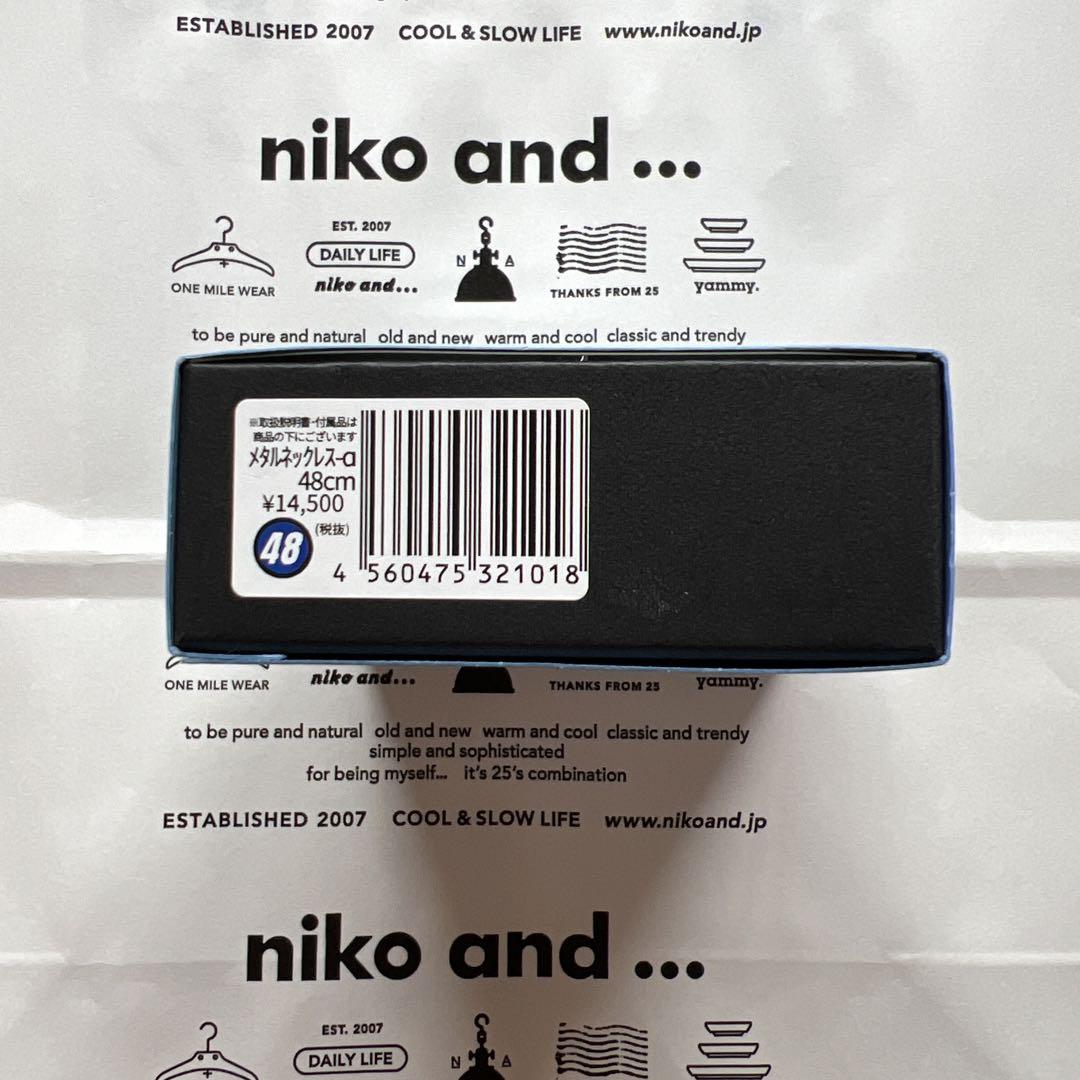 ESTABLISHED 2007 COOL & SLOW LIFE www.nikoand.jp
niko and ...
ONE MILE WEAR
EST. 2007
DAILY LIFE
niko and...
N A
THANKS FROM 25
yammy.
to be pure and natural old and new warm and cool classic and trendy
※取扱説明書・付属品は
商品の下にございます
メタルネックレス-α
48cm
¥14,500
(税抜)
48
4 560475 321018
ONE MILE WEAR niko and... THANKS FROM 25 yammy.
to be pure and natural old and new warm and cool classic and trendy
simple and sophisticated
for being myself... it's 25's combination
ESTABLISHED 2007 COOL & SLOW LIFE www.nikoand.jp
niko and ...
EST. 2007
DAILY LIFE
N A